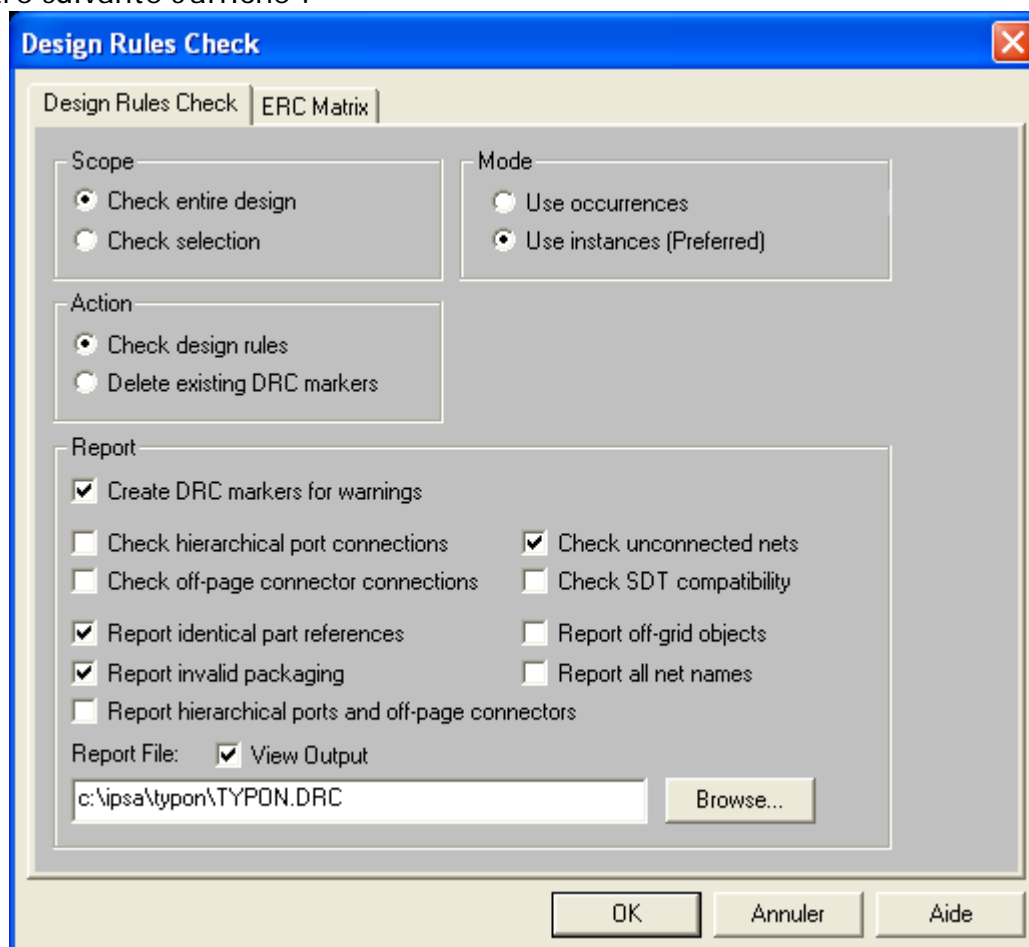 suivante s'affiche :
Design Rules Check
Design Rules Check
ERC Matrix
Scope
Check entire design
Check selection
Mode
Use occurrences
Use instances (Preferred)
Action
Check design rules
Delete existing DRC markers
Report
Create DRC markers for warnings
Check hierarchical port connections
Check unconnected nets
Check off-page connector connections
Check SDT compatibility
Report identical part references
Report off-grid objects
Report invalid packaging
Report all net names
Report hierarchical ports and off-page connectors
Report File:
View Output
c:\ipsa\typon\TYPON.DRC
Browse...
OK
Annuler
Aide